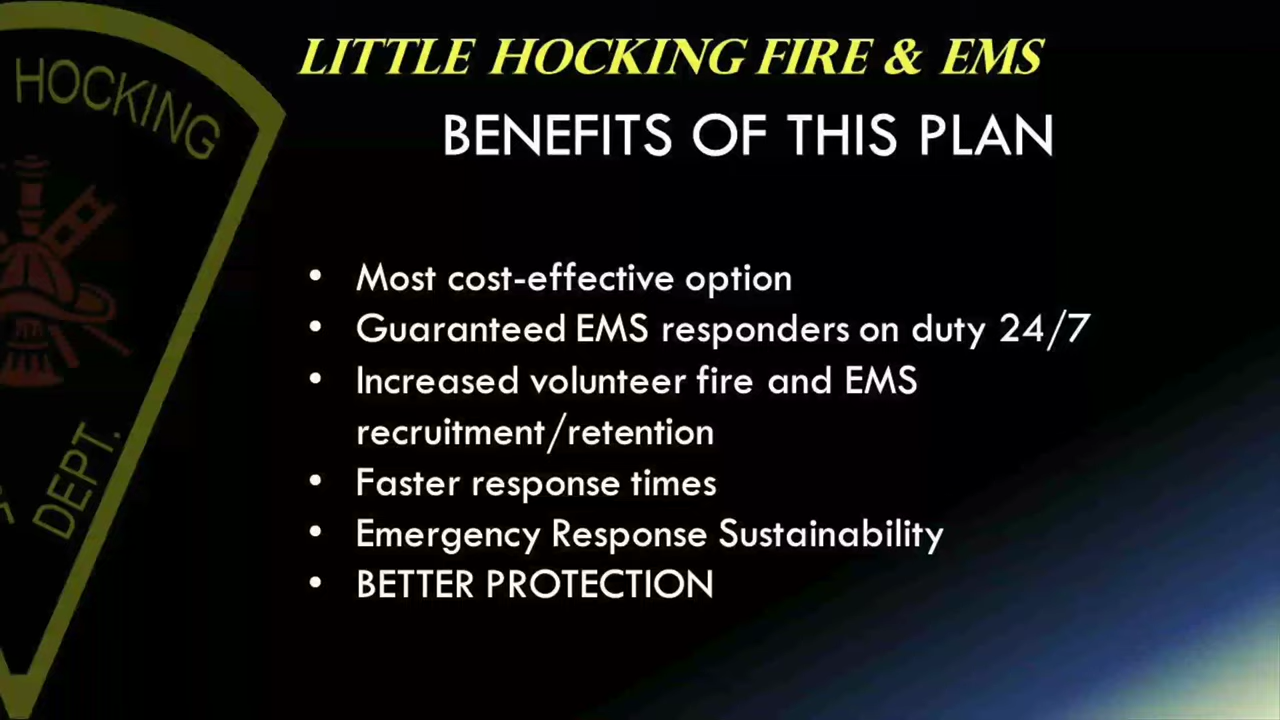 LITTLE HOCKING FIRE & EMS
BENEFITS OF THIS PLAN
HOCKING
DEPT.
• Most cost-effective option
• Guaranteed EMS responders on duty 24/7
• Increased volunteer fire and EMS
recruitment/retention
• Faster response times
• Emergency Response Sustainability
• BETTER PROTECTION